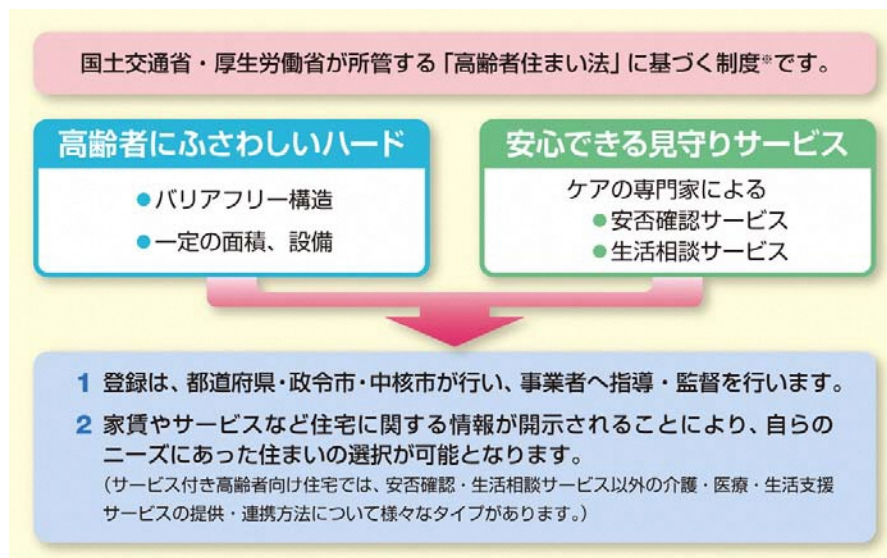 国土交通省・厚生労働省が所管する「高齢者住まい法」に基づく制度※です。
高齢者にふさわしいハード
●バリアフリー構造
●一定の面積、設備
安心できる見守りサービス
ケアの専門家による
●安否確認サービス
●生活相談サービス
1 登録は、都道府県・政令市・中核市が行い、事業者へ指導・監督を行います。
2 家賃やサービスなど住宅に関する情報が開示されることにより、自らの
ニーズにあった住まいの選択が可能となります。
(サービス付き高齢者向け住宅では、安否確認・生活相談サービス以外の介護・医療・生活支援
サービスの提供・連携方法について様々なタイプがあります。)